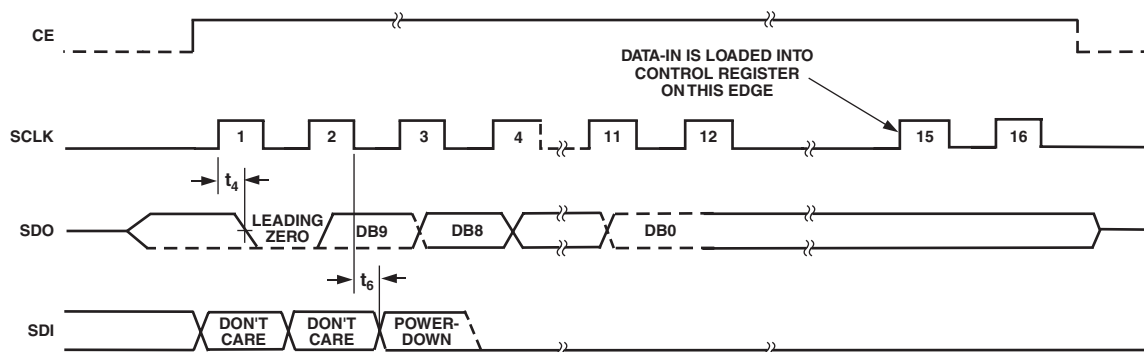 CE
DATA-IN IS LOADED INTO
CONTROL REGISTER
ON THIS EDGE
SCLK
1 2 3 4 11 12 15 16
t4
SDO
LEADING
ZERO
DB9 DB8 DB0
t6
SDI
DON'T
CARE
DON'T
CARE
POWER-
DOWN